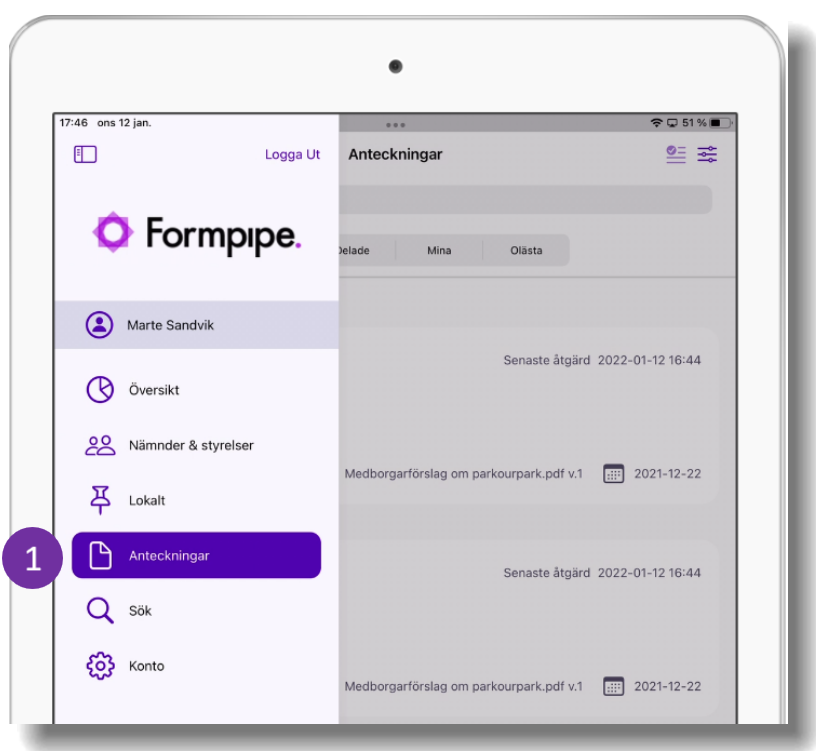 17:46 ons 12 jan.
51 %
Logga Ut
Anteckningar
Formpipe.
Delade Mina Olästa
Marte Sandvik
Senaste åtgärd 2022-01-12 16:44
Översikt
Nämnder & styrelser
Medborgarförslag om parkourpark.pdf v.1 2021-12-22
Lokalt
1
Anteckningar
Senaste åtgärd 2022-01-12 16:44
Sök
Konto
Medborgarförslag om parkourpark.pdf v.1 2021-12-22